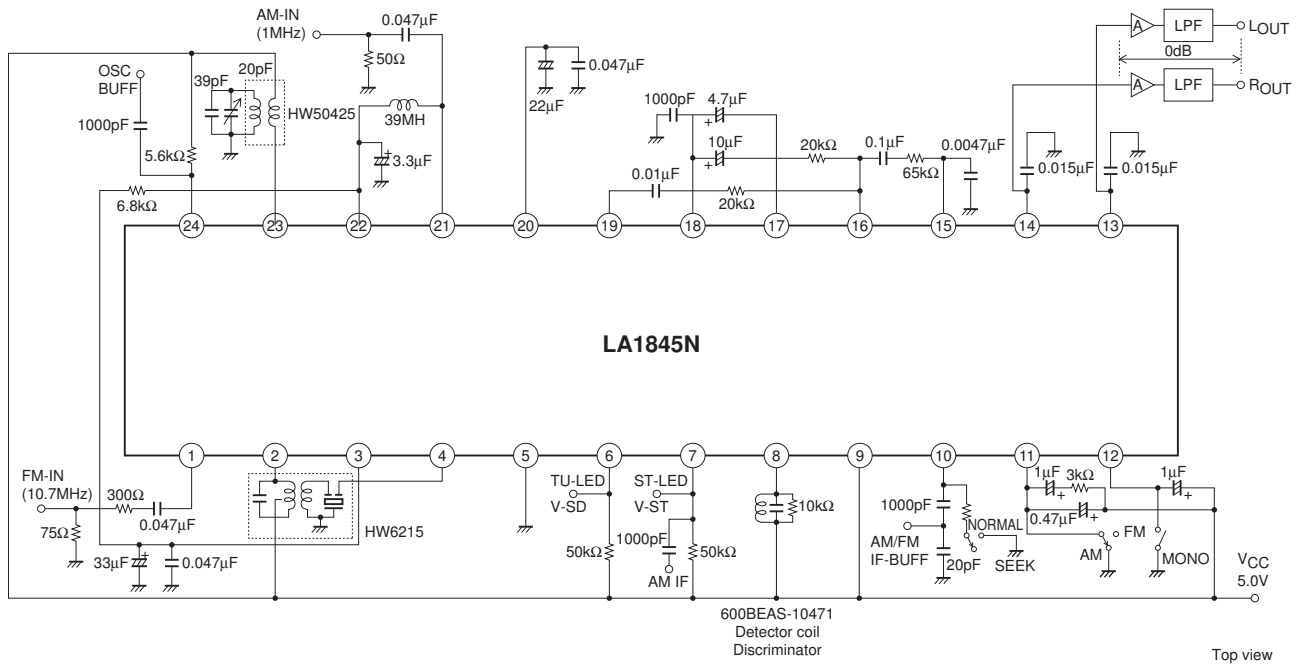 AM-IN
(1MHz)
0.047µF
50Ω
OSC
BUFF
39pF
20pF
HW50425
1000pF
5.6kΩ
6.8kΩ
39MH
3.3µF
22µF
0.047µF
1000pF
4.7µF
10µF
20kΩ
0.1µF
65kΩ
0.0047µF
0.01µF
20kΩ
0.015µF
0.015µF
A
LPF
LOUT
0dB
A
LPF
ROUT
24
23
22
21
20
19
18
17
16
15
14
13
LA1845N
1
2
3
4
5
6
7
8
9
10
11
12
FM-IN
(10.7MHz)
300Ω
0.047µF
75Ω
33µF
0.047µF
HW6215
TU-LED
V-SD
50kΩ
ST-LED
V-ST
1000pF
50kΩ
AM IF
10kΩ
600BEAS-10471
Detector coil
Discriminator
1000pF
AM/FM
IF-BUFF
20pF
NORMAL
SEEK
1µF
3kΩ
0.47µF
FM
AM
1µF
MONO
VCC
5.0V
Top view